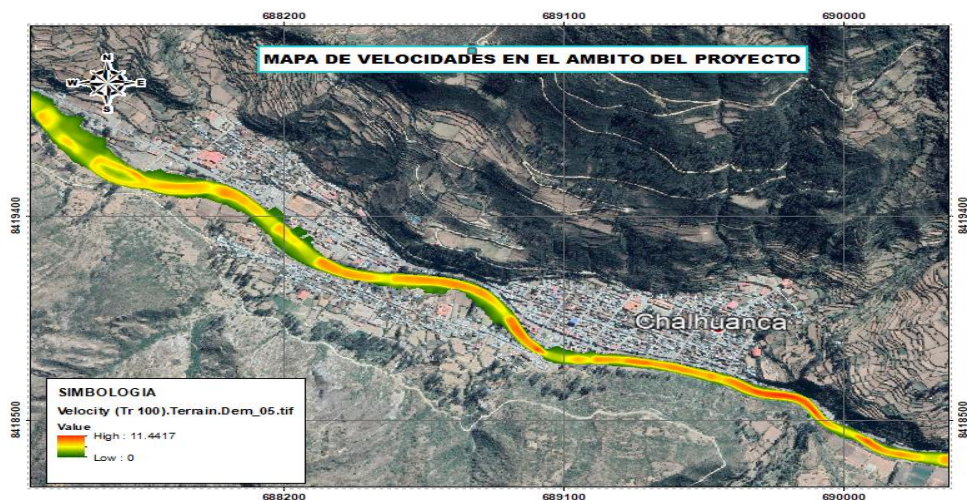 688200 689100 690000
MAPA DE VELOCIDADES EN EL AMBITO DEL PROYECTO
N
W E
S
8419400 8419400
Chalhuanca
SIMBOLOGIA
Velocity (Tr 100).Terrain.Dem_05.tif
Value
High : 11.4417
Low : 0
8418500 8418500
688200 689100 690000